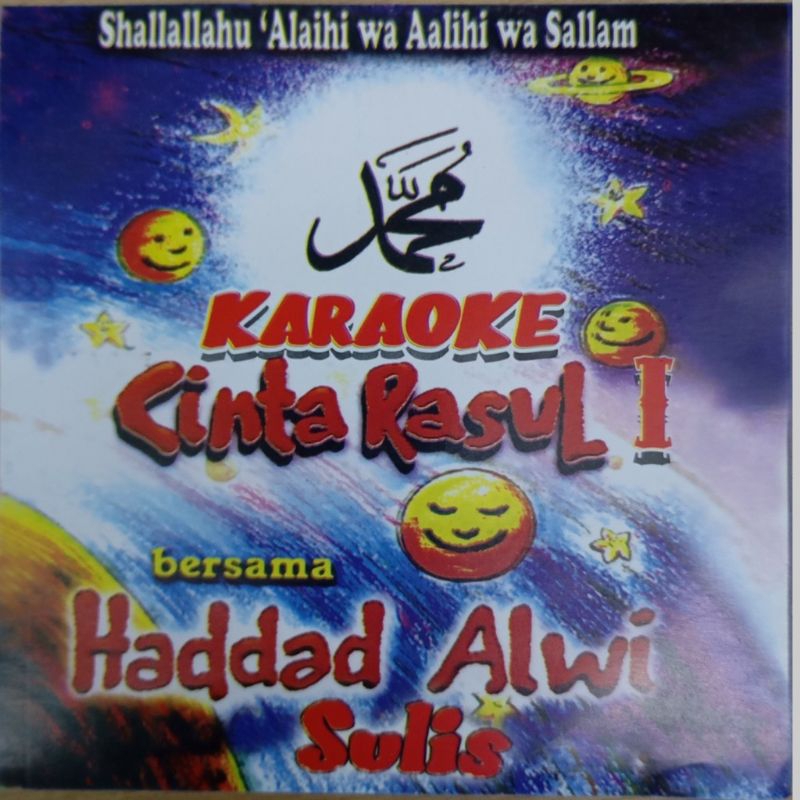 Shallallahu ‘Alaihi wa Aalihi wa Sallam
محمد
KARAOKE
Cinta Rasul I
bersama
Haddad Alwi
Sulis